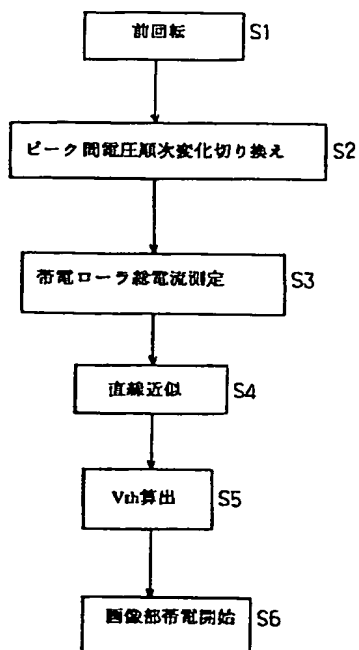 前回転 S1
ピーク間電圧順次変化切り換え S2
帯電ローラ総電流測定 S3
直線近似 S4
Vth算出 S5
画像部帯電開始 S6